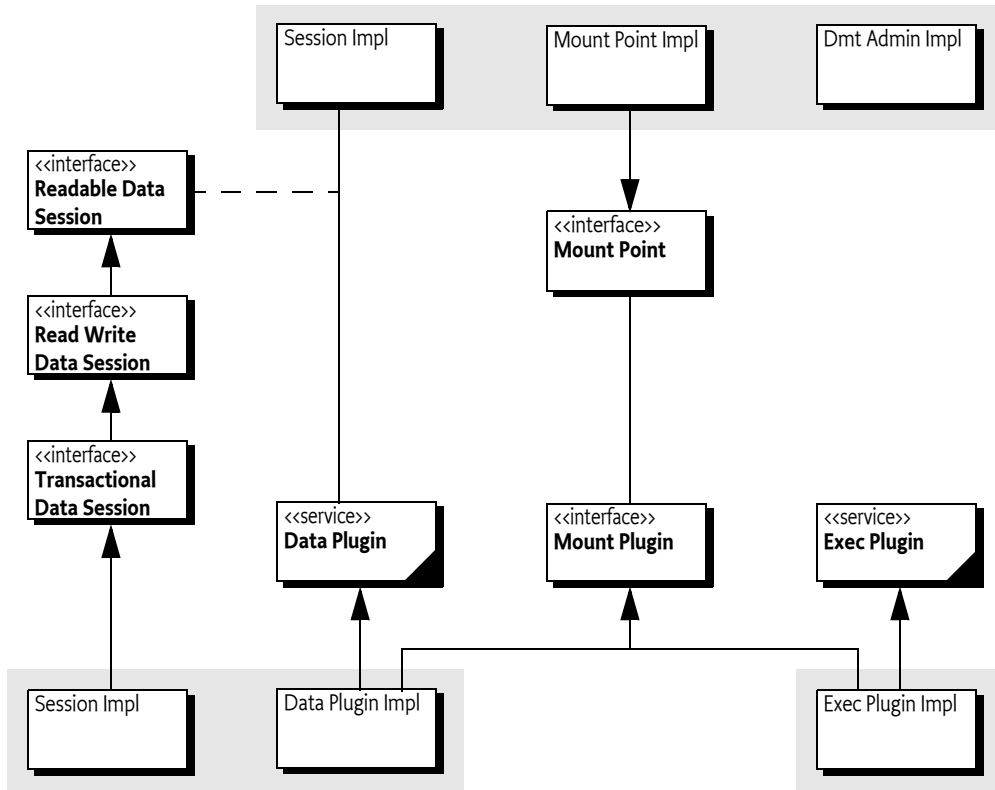 Session Impl
Mount Point Impl
Dmt Admin Impl
<<interface>>
Readable Data
Session
<<interface>>
Mount Point
<<interface>>
Read Write
Data Session
<<interface>>
Transactional
Data Session
<<service>>
Data Plugin
<<interface>>
Mount Plugin
<<service>>
Exec Plugin
Session Impl
Data Plugin Impl
Exec Plugin Impl